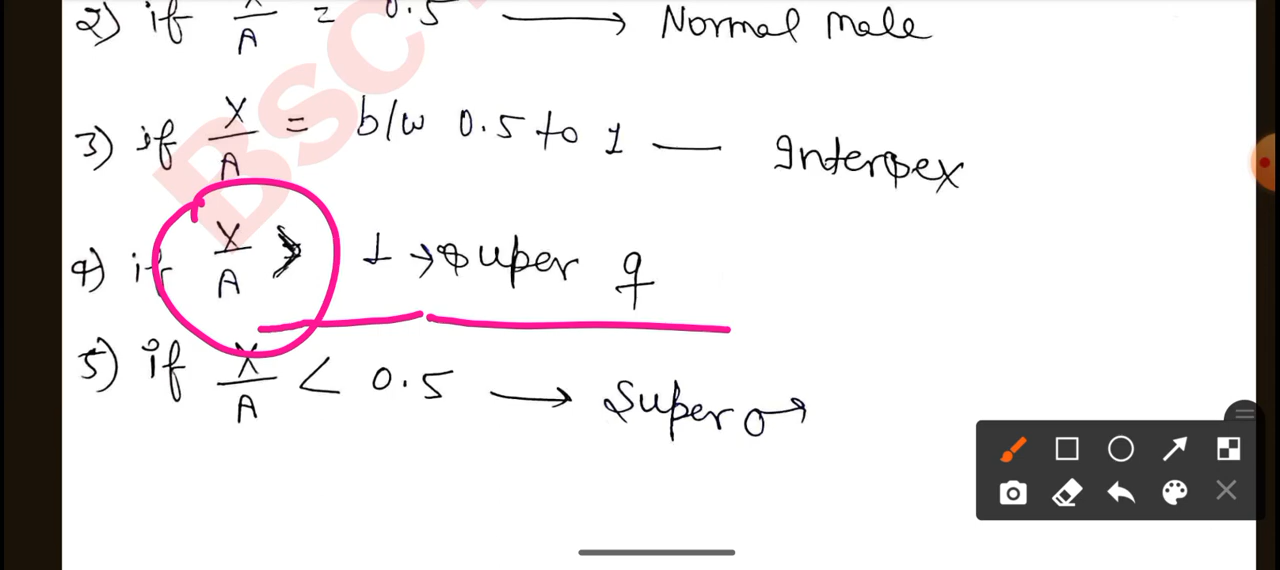 2) if X/A = 0.5 ⟶ Normal male
BSC
3) if X/A = b/w 0.5 to 1 — Intersex
4) if X/A > 1 → super ♀
5) if X/A < 0.5 ⟶ Super ♂